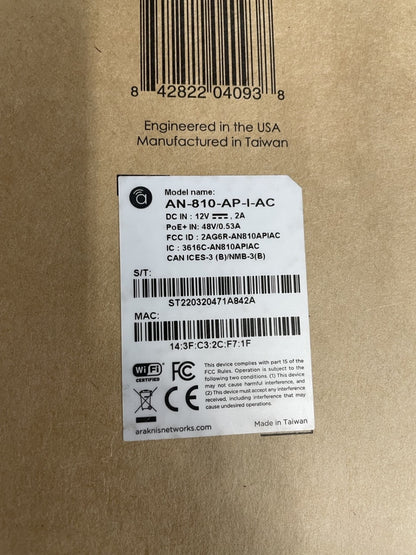 8 42822 04093 8
Engineered in the USA
Manufactured in Taiwan
a
Model name:
AN-810-AP-I-AC
DC IN : 12V ⎓, 2A
PoE+ IN: 48V/0.53A
FCC ID : 2AG6R-AN810APIAC
IC : 3616C-AN810APIAC
CAN ICES-3 (B)/NMB-3(B)
S/T:
ST220320471A842A
MAC:
14:3F:C3:2C:F7:1F
Wi Fi
CERTIFIED
FC
CE
This device complies with part 15 of the
FCC Rules. Operation is subject to the
following two conditions. (1) This device
may not cause harmful interference, and
(2) This device must accept any interference
received, including interference that may
cause undesired operations.
araknisnetworks.com
Made in Taiwan